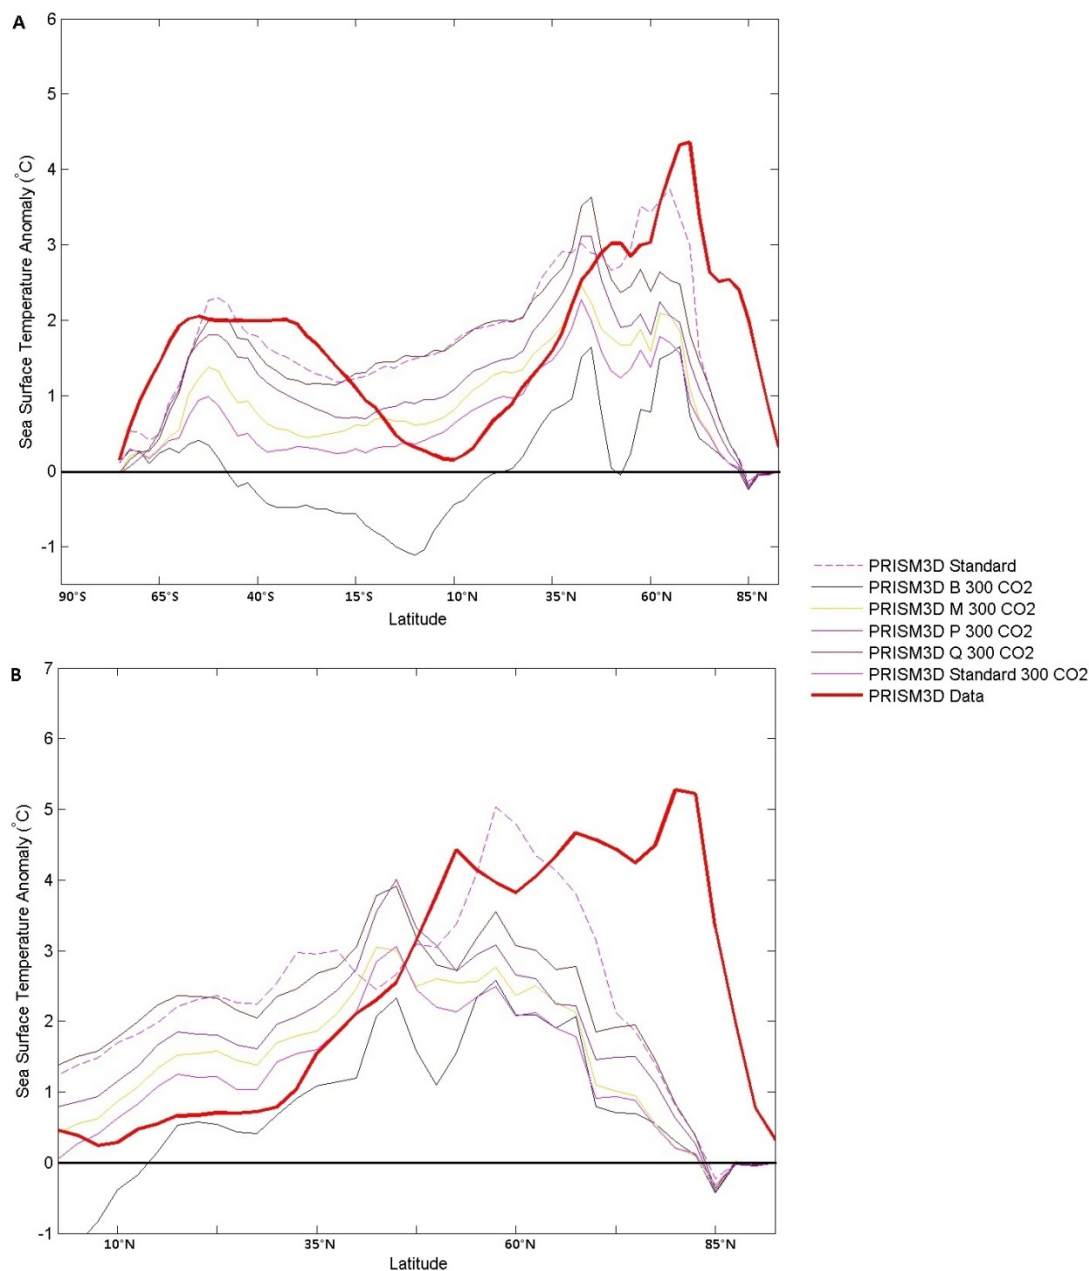 A
6
5
4
3
2
1
0
-1
Sea Surface Temperature Anomaly (°C)
90°S 65°S 40°S 15°S 10°N 35°N 60°N 85°N
Latitude
PRISM3D Standard
PRISM3D B 300 CO2
PRISM3D M 300 CO2
PRISM3D P 300 CO2
PRISM3D Q 300 CO2
PRISM3D Standard 300 CO2
PRISM3D Data
B
7
6
5
4
3
2
1
0
-1
Sea Surface Temperature Anomaly (°C)
10°N 35°N 60°N 85°N
Latitude